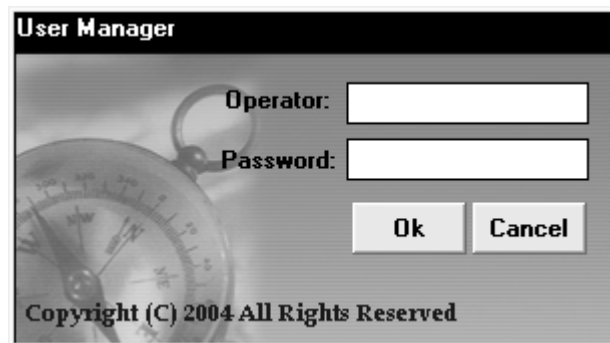 User Manager
Operator:
Password:
Ok Cancel
Copyright (C) 2004 All Rights Reserved